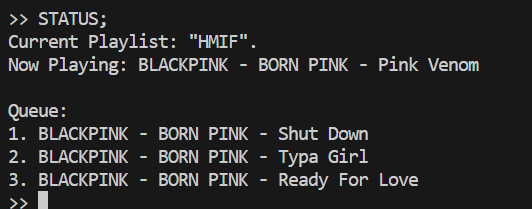 >> STATUS;
Current Playlist: "HMIF".
Now Playing: BLACKPINK - BORN PINK - Pink Venom
Queue:
1. BLACKPINK - BORN PINK - Shut Down
2. BLACKPINK - BORN PINK - Typa Girl
3. BLACKPINK - BORN PINK - Ready For Love
>>